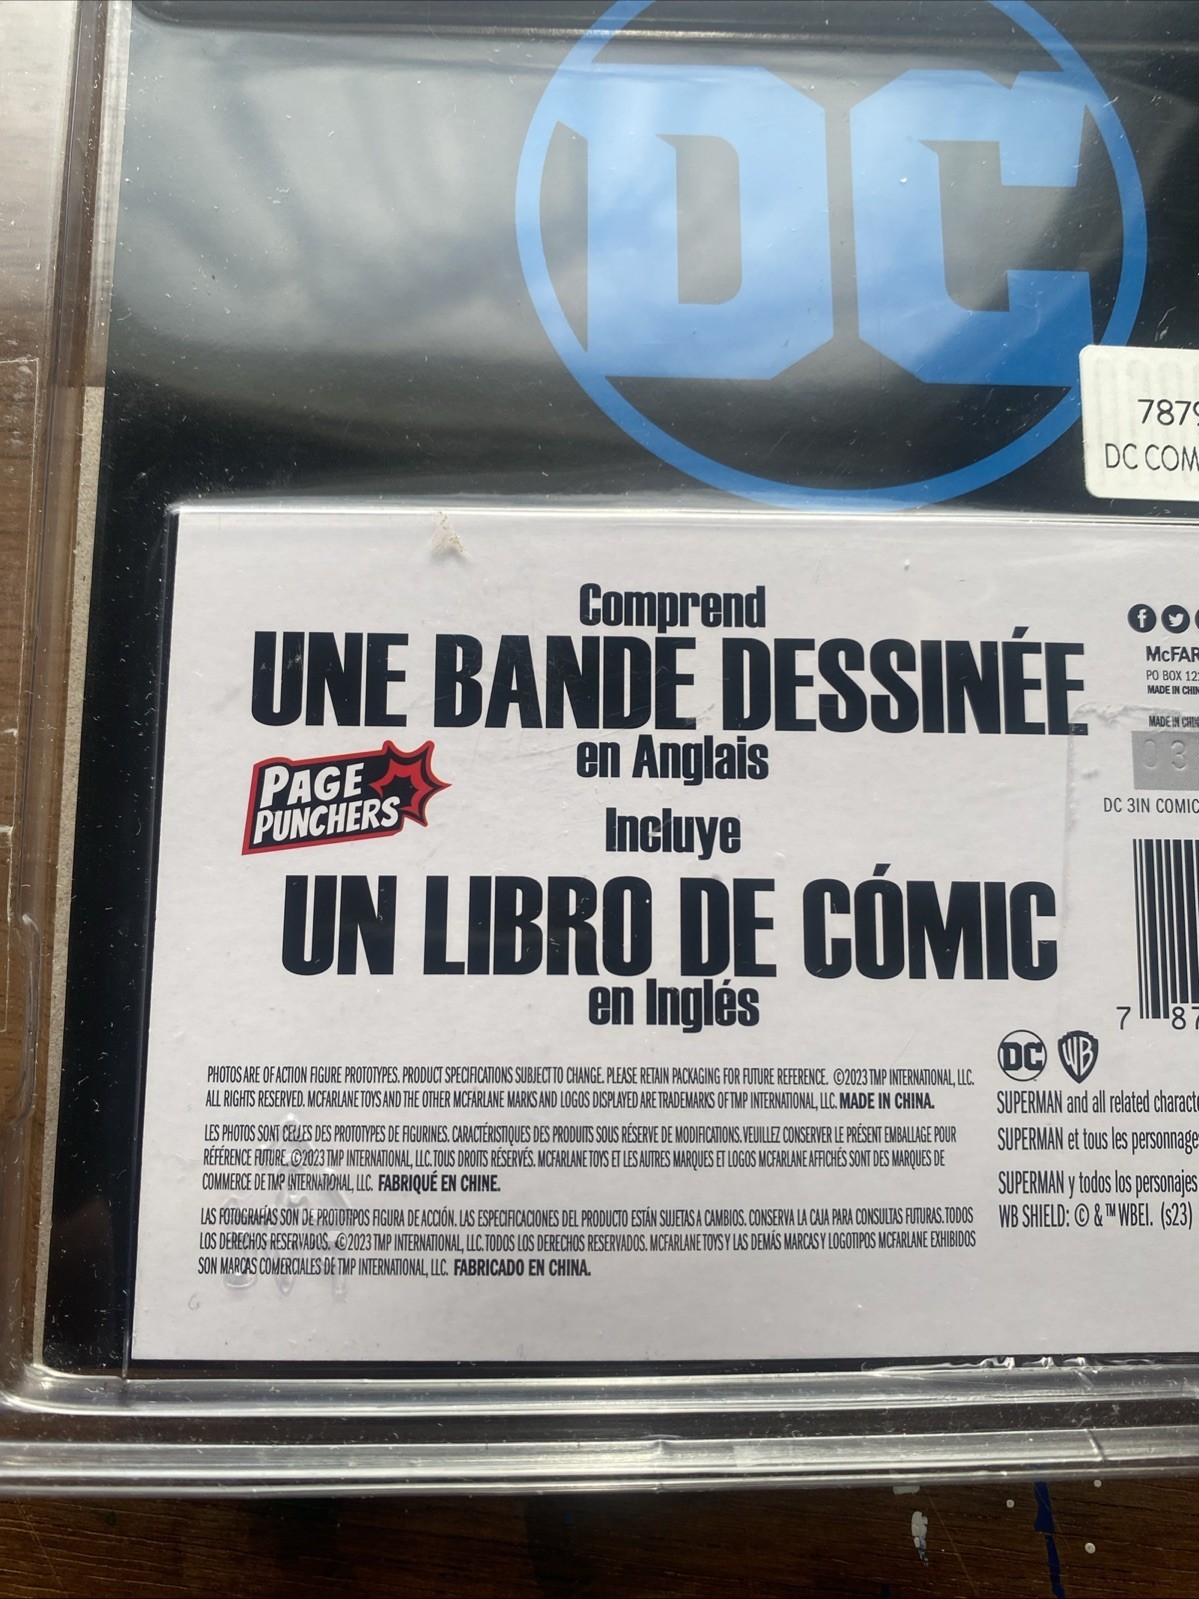 DC
7879
DC COM
Comprend
UNE BANDE DESSINÉE
en Anglais
PAGE
PUNCHERS
Incluye
UN LIBRO DE CÓMIC
en Inglés
McFAR
PO BOX 12
MADE IN CHIN
MADE IN CHIN
03
DC 3IN COMIC
7 87
DC WB
PHOTOS ARE OF ACTION FIGURE PROTOTYPES. PRODUCT SPECIFICATIONS SUBJECT TO CHANGE. PLEASE RETAIN PACKAGING FOR FUTURE REFERENCE. ©2023 TMP INTERNATIONAL, LLC.
ALL RIGHTS RESERVED. MCFARLANE TOYS AND THE OTHER MCFARLANE MARKS AND LOGOS DISPLAYED ARE TRADEMARKS OF TMP INTERNATIONAL, LLC. MADE IN CHINA.
LES PHOTOS SONT CELLES DES PROTOTYPES DE FIGURINES. CARACTÉRISTIQUES DES PRODUITS SOUS RÉSERVE DE MODIFICATIONS. VEUILLEZ CONSERVER LE PRÉSENT EMBALLAGE POUR
RÉFÉRENCE FUTURE. ©2023 TMP INTERNATIONAL, LLC. TOUS DROITS RÉSERVÉS. MCFARLANE TOYS ET LES AUTRES MARQUES ET LOGOS MCFARLANE AFFICHÉS SONT DES MARQUES DE
COMMERCE DE TMP INTERNATIONAL, LLC. FABRIQUÉ EN CHINE.
LAS FOTOGRAFÍAS SON DE PROTOTIPOS FIGURA DE ACCIÓN. LAS ESPECIFICACIONES DEL PRODUCTO ESTÁN SUJETAS A CAMBIOS. CONSERVA LA CAJA PARA CONSULTAS FUTURAS. TODOS
LOS DERECHOS RESERVADOS. ©2023 TMP INTERNATIONAL, LLC. TODOS LOS DERECHOS RESERVADOS. MCFARLANE TOYS Y LAS DEMÁS MARCAS Y LOGOTIPOS MCFARLANE EXHIBIDOS
SON MARCAS COMERCIALES DE TMP INTERNATIONAL, LLC. FABRICADO EN CHINA.
SUPERMAN and all related characte
SUPERMAN et tous les personnage
SUPERMAN y todos los personajes
WB SHIELD: © & ™ WBEI. (s23)